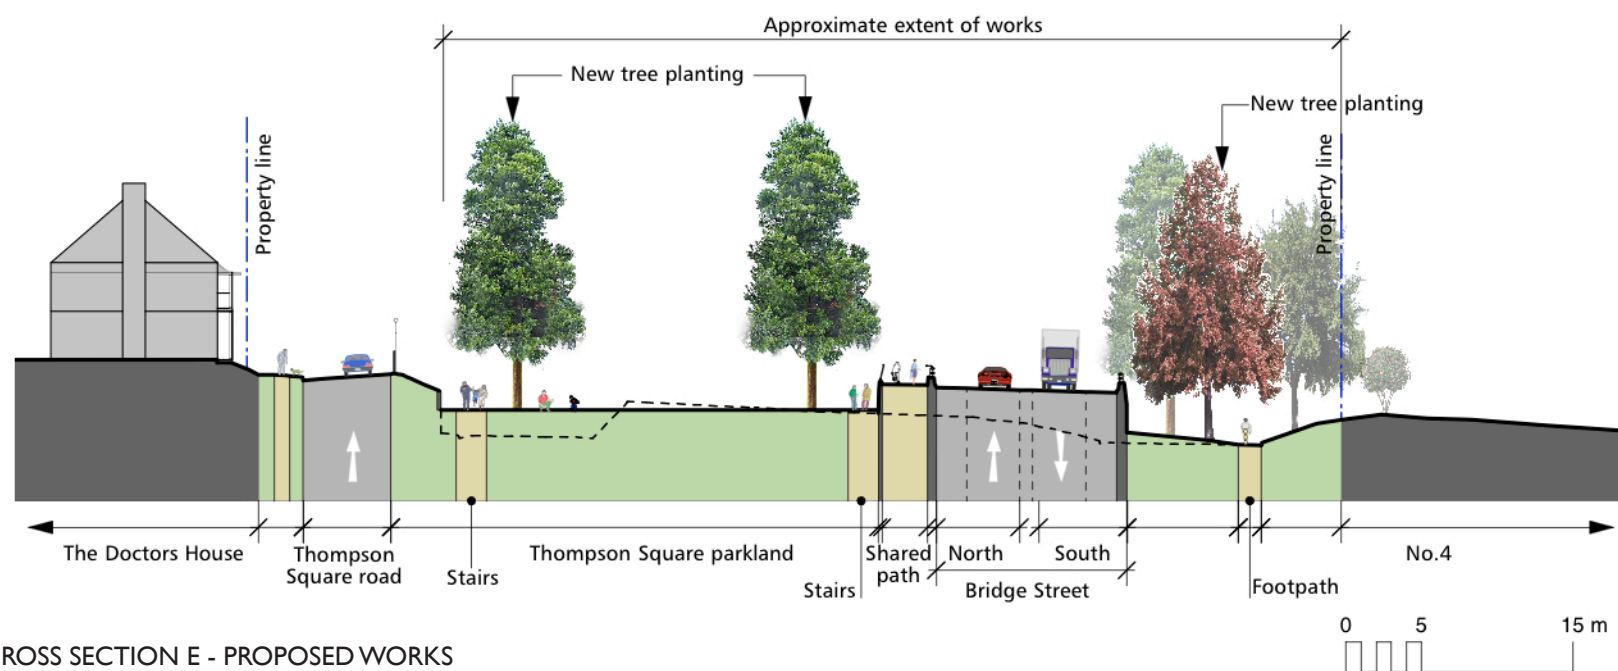 Approximate extent of works
New tree planting
New tree planting
Property line
Property line
The Doctors House
Thompson
Square road
Stairs
Thompson Square parkland
Stairs
Shared
path
North
South
Bridge Street
Footpath
No.4
0 5 15 m
ROSS SECTION E - PROPOSED WORKS